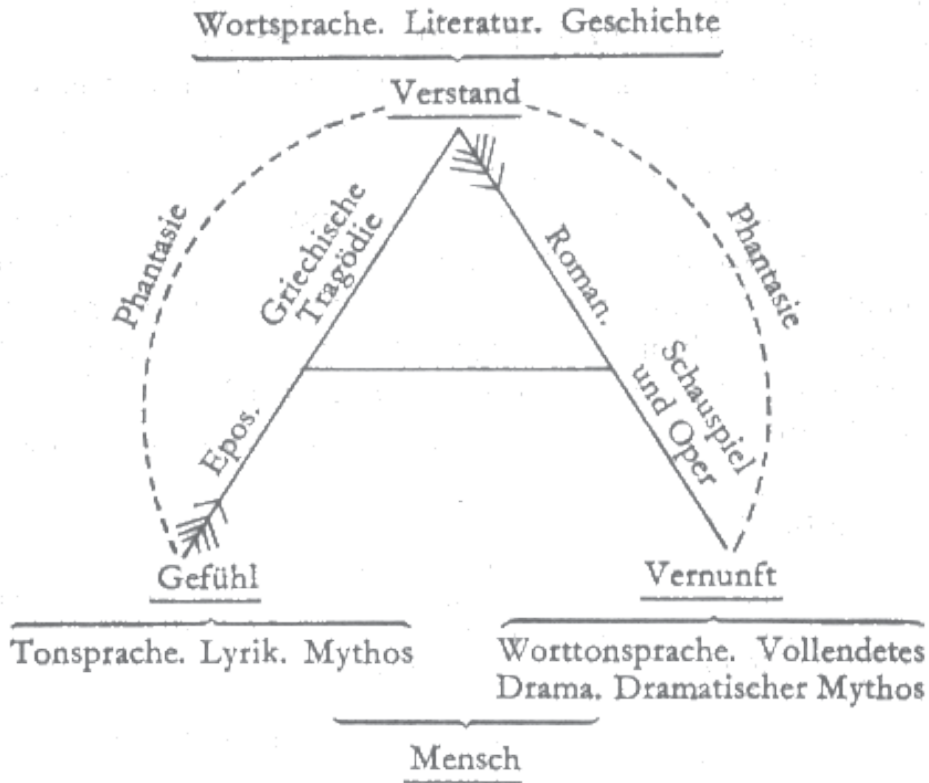 Wortsprache. Literatur. Geschichte
Verstand
Phantasie
Griechische
Tragödie
Roman.
Phantasie
Epos.
Schauspiel
und Oper
Gefühl
Vernunft
Tonsprache. Lyrik. Mythos
Worttonsprache. Vollendetes
Drama. Dramatischer Mythos
Mensch